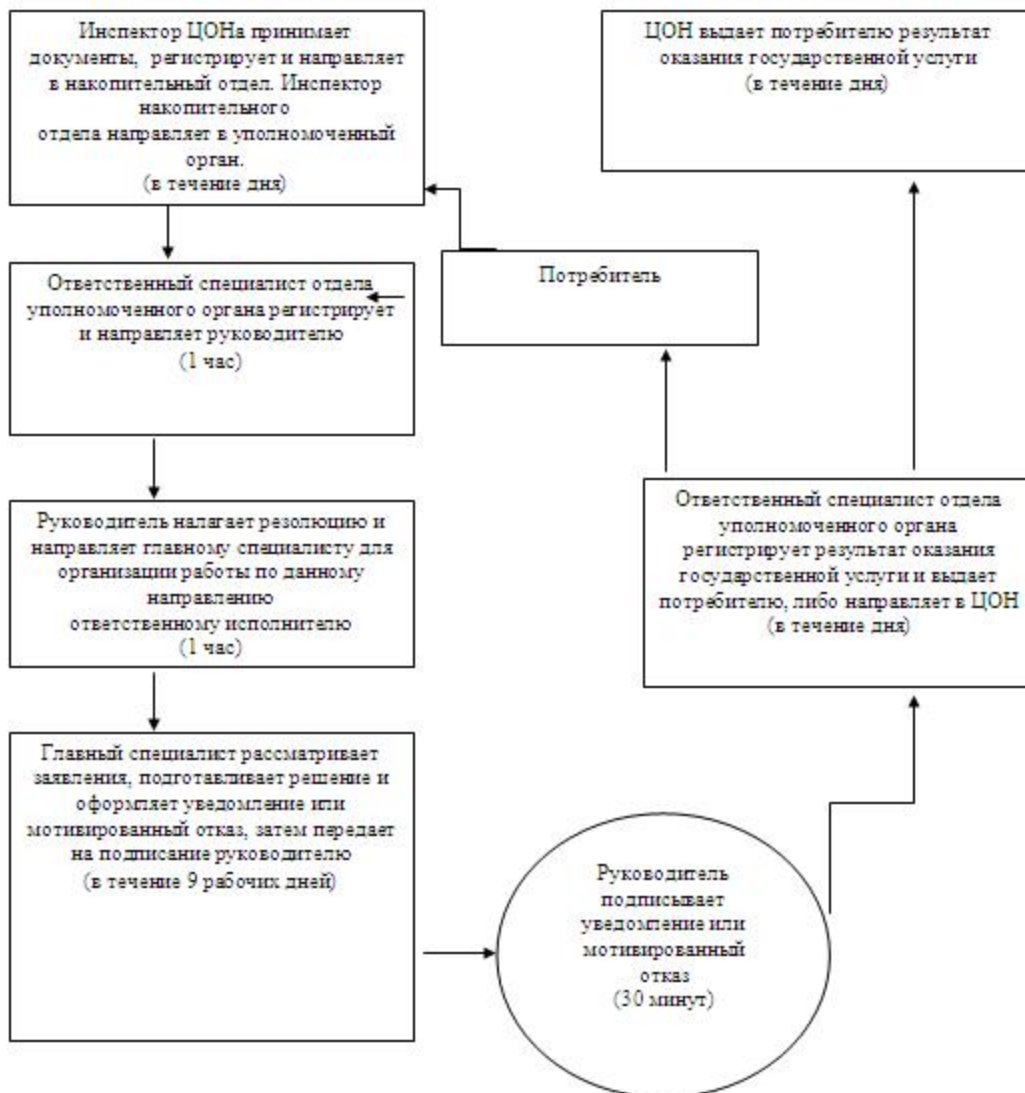 Инспектор ЦОНа принимает
документы, регистрирует и направляет
в накопительный отдел. Инспектор
накопительного
отдела направляет в уполномоченный
орган.
(в течение дня)
ЦОН выдает потребителю результат
оказания государственной услуги
(в течение дня)
Потребитель
Ответственный специалист отдела
уполномоченного органа регистрирует
и направляет руководителю
(1 час)
Руководитель налагает резолюцию и
направляет главному специалисту для
организации работы по данному
направлению
ответственному исполнителю
(1 час)
Ответственный специалист отдела
уполномоченного органа
регистрирует результат оказания
государственной услуги и выдает
потребителю, либо направляет в ЦОН
(в течение дня)
Главный специалист рассматривает
заявления, подготавливает решение и
оформляет уведомление или
мотивированный отказ, затем передает
на подписание руководителю
(в течение 9 рабочих дней)
Руководитель
подписывает
уведомление или
мотивированный
отказ
(30 минут)